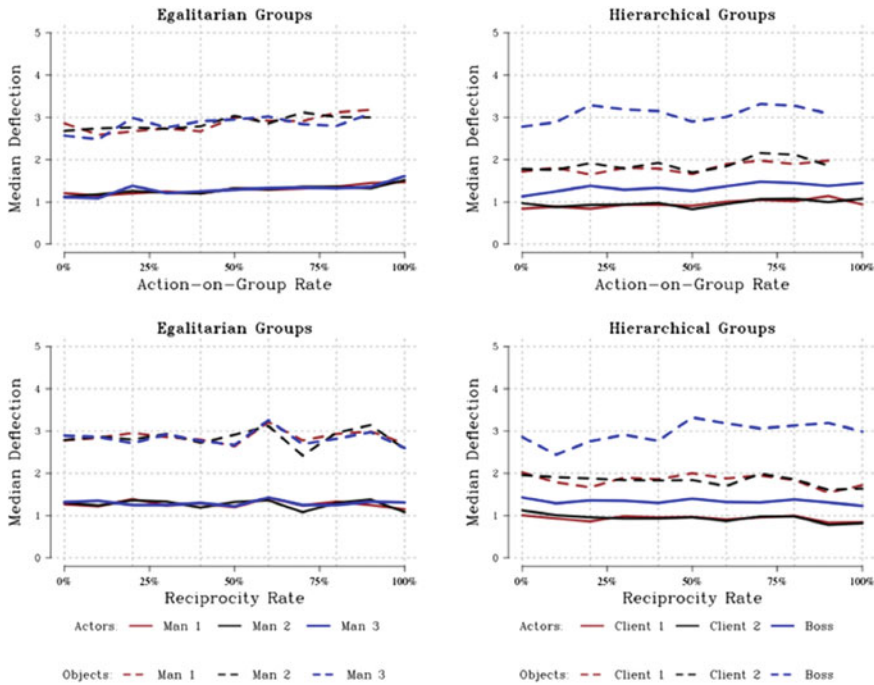 Egalitarian Groups
Median Deflection
5
4
3
2
1
0
0% 25% 50% 75% 100%
Action-on-Group Rate
Hierarchical Groups
Median Deflection
5
4
3
2
1
0
0% 25% 50% 75% 100%
Action-on-Group Rate
Egalitarian Groups
Median Deflection
5
4
3
2
1
0
0% 25% 50% 75% 100%
Reciprocity Rate
Actors: Man 1 Man 2 Man 3
Objects: Man 1 Man 2 Man 3
Hierarchical Groups
Median Deflection
5
4
3
2
1
0
0% 25% 50% 75% 100%
Reciprocity Rate
Actors: Client 1 Client 2 Boss
Objects: Client 1 Client 2 Boss